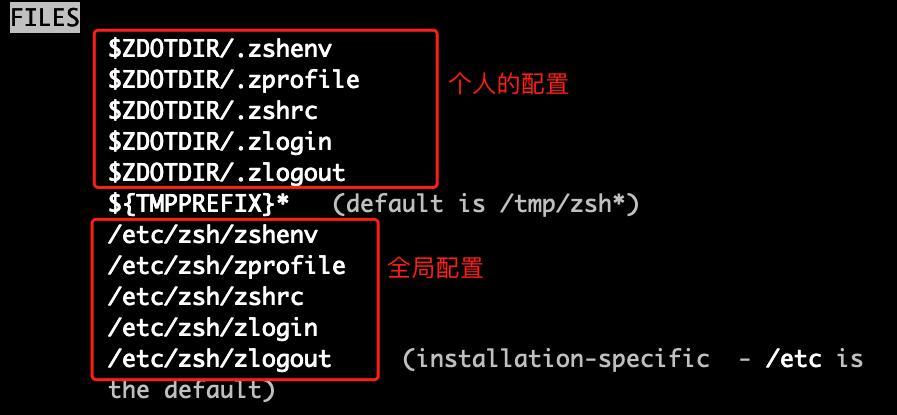 FILES
$ZDOTDIR/.zshenv
$ZDOTDIR/.zprofile
个人的配置
$ZDOTDIR/.zshrc
$ZDOTDIR/.zlogin
$ZDOTDIR/.zlogout
${TMPPREFIX}* (default is /tmp/zsh*)
/etc/zsh/zshenv
/etc/zsh/zprofile
全局配置
/etc/zsh/zshrc
/etc/zsh/zlogin
/etc/zsh/zlogout (installation-specific - /etc is
the default)